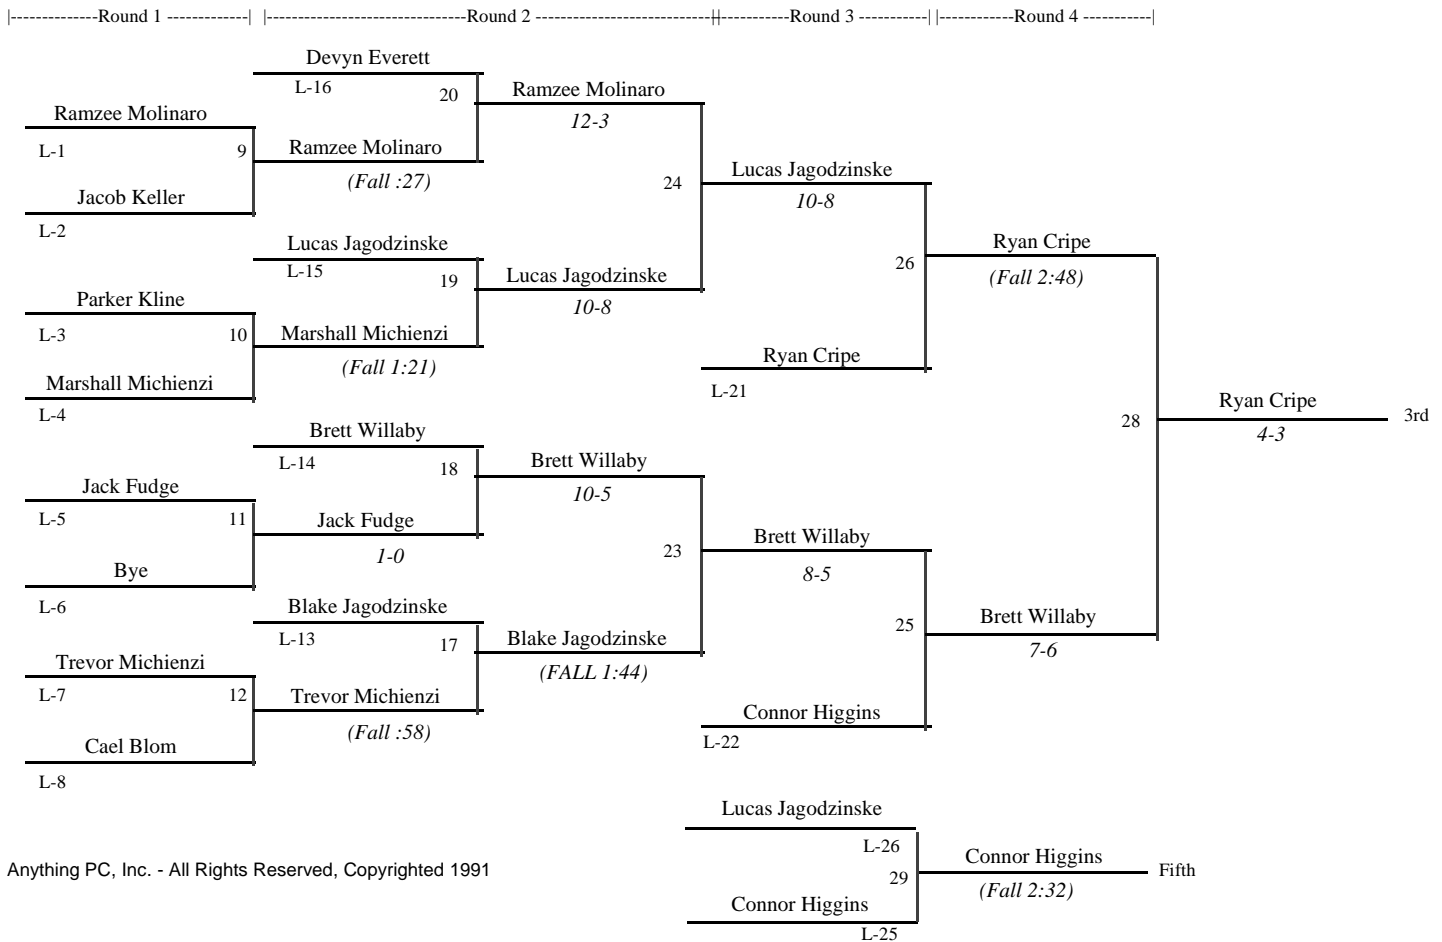 |--------------Round 1 -------------| |--------------------------------Round 2 -----------------------------||-----------Round 3 -----------||------------Round 4 -----------|
Devyn Everett
L-16
20
Ramzee Molinaro
12-3
Ramzee Molinaro
L-1
9
Ramzee Molinaro
(Fall :27)
Jacob Keller
L-2
24
Lucas Jagodzinske
10-8
Lucas Jagodzinske
L-15
19
Lucas Jagodzinske
10-8
Parker Kline
L-3
10
Marshall Michienzi
(Fall 1:21)
Marshall Michienzi
L-4
26
Ryan Cripe
(Fall 2:48)
Ryan Cripe
L-21
28
Ryan Cripe
4-3
3rd
Brett Willaby
L-14
18
Brett Willaby
10-5
Jack Fudge
L-5
11
Jack Fudge
1-0
Bye
L-6
23
Brett Willaby
8-5
Blake Jagodzinske
L-13
17
Blake Jagodzinske
(FALL 1:44)
Trevor Michienzi
L-7
12
Trevor Michienzi
(Fall :58)
Cael Blom
L-8
25
Brett Willaby
7-6
Connor Higgins
L-22
Lucas Jagodzinske
L-26
29
Connor Higgins
(Fall 2:32)
Fifth
Connor Higgins
L-25
Anything PC, Inc. - All Rights Reserved, Copyrighted 1991